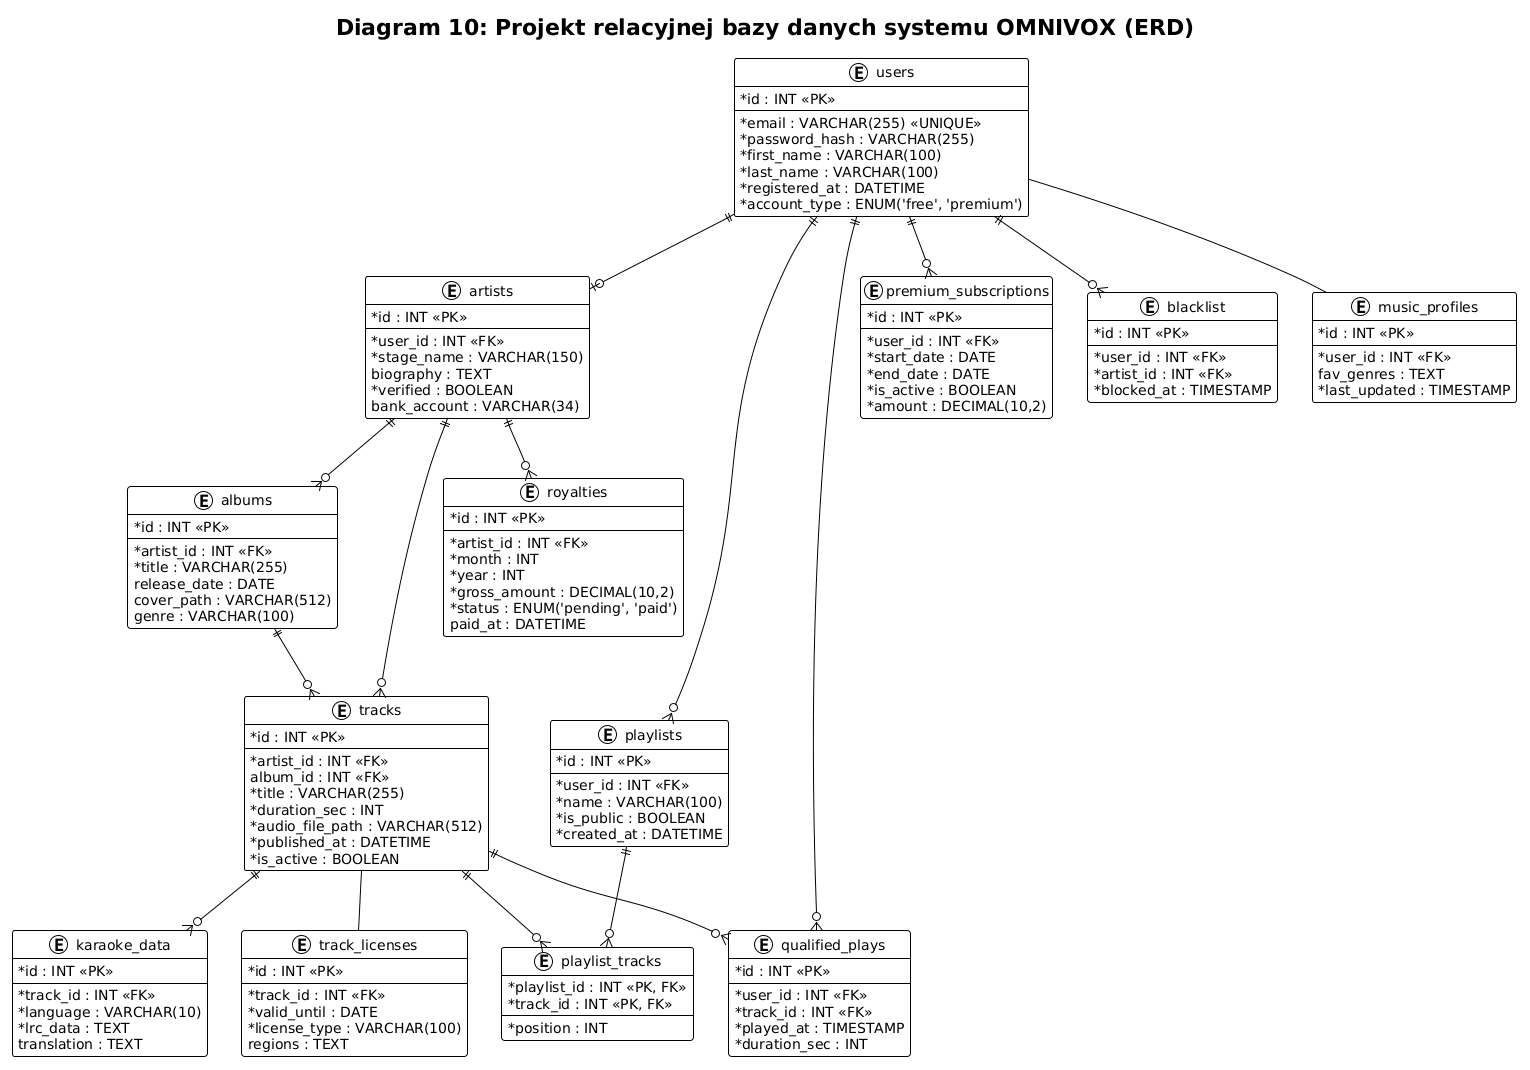 Diagram 10: Projekt relacyjnej bazy danych systemu OMNIVOX (ERD)
E users
*id : INT «PK»
*email : VARCHAR(255) «UNIQUE»
*password_hash : VARCHAR(255)
*first_name : VARCHAR(100)
*last_name : VARCHAR(100)
*registered_at : DATETIME
*account_type : ENUM('free', 'premium')
E artists
*id : INT «PK»
*user_id : INT «FK»
*stage_name : VARCHAR(150)
biography : TEXT
*verified : BOOLEAN
bank_account : VARCHAR(34)
E premium_subscriptions
*id : INT «PK»
*user_id : INT «FK»
*start_date : DATE
*end_date : DATE
*is_active : BOOLEAN
*amount : DECIMAL(10,2)
E blacklist
*id : INT «PK»
*user_id : INT «FK»
*artist_id : INT «FK»
*blocked_at : TIMESTAMP
E music_profiles
*id : INT «PK»
*user_id : INT «FK»
fav_genres : TEXT
*last_updated : TIMESTAMP
E albums
*id : INT «PK»
*artist_id : INT «FK»
*title : VARCHAR(255)
release_date : DATE
cover_path : VARCHAR(512)
genre : VARCHAR(100)
E royalties
*id : INT «PK»
*artist_id : INT «FK»
*month : INT
*year : INT
*gross_amount : DECIMAL(10,2)
*status : ENUM('pending', 'paid')
paid_at : DATETIME
E tracks
*id : INT «PK»
*artist_id : INT «FK»
album_id : INT «FK»
*title : VARCHAR(255)
*duration_sec : INT
*audio_file_path : VARCHAR(512)
*published_at : DATETIME
*is_active : BOOLEAN
E playlists
*id : INT «PK»
*user_id : INT «FK»
*name : VARCHAR(100)
*is_public : BOOLEAN
*created_at : DATETIME
E karaoke_data
*id : INT «PK»
*track_id : INT «FK»
*language : VARCHAR(10)
*lrc_data : TEXT
translation : TEXT
E track_licenses
*id : INT «PK»
*track_id : INT «FK»
*valid_until : DATE
*license_type : VARCHAR(100)
regions : TEXT
E playlist_tracks
*playlist_id : INT «PK, FK»
*track_id : INT «PK, FK»
*position : INT
E qualified_plays
*id : INT «PK»
*user_id : INT «FK»
*track_id : INT «FK»
*played_at : TIMESTAMP
*duration_sec : INT